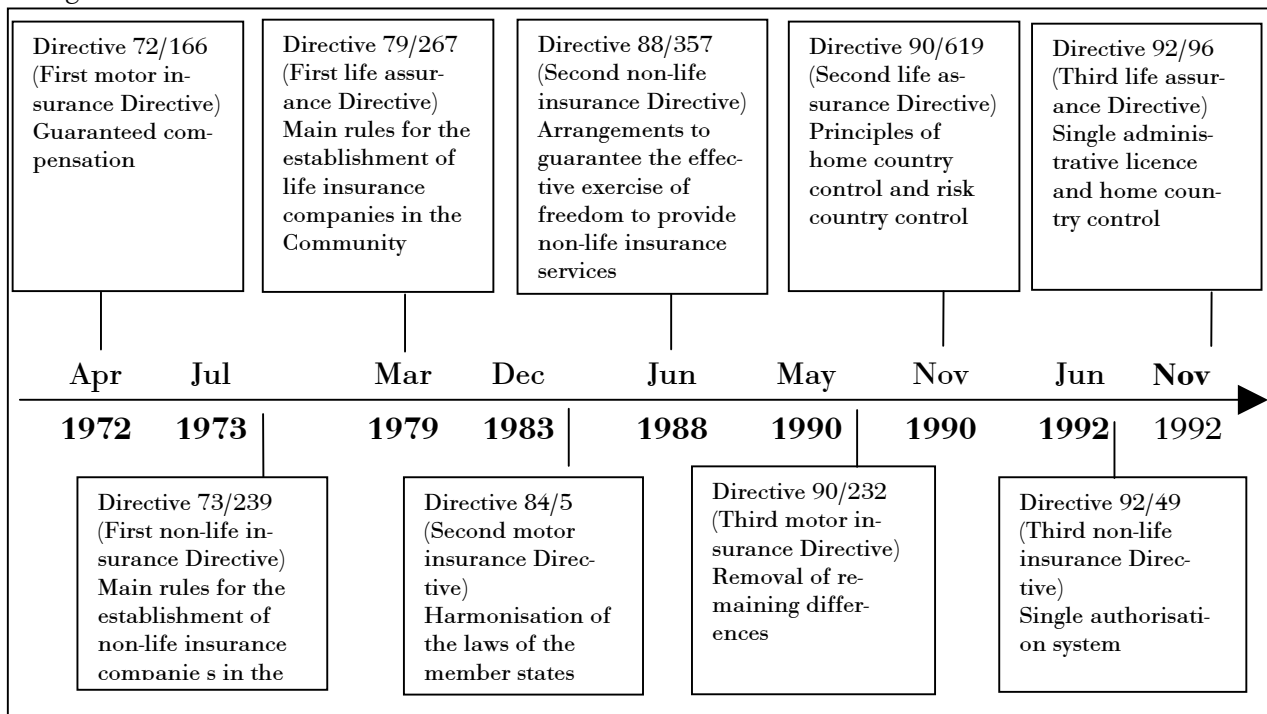 Directive 72/166
(First motor in-
surance Directive)
Guaranteed com-
pensation
Directive 79/267
(First life assur-
ance Directive)
Main rules for the
establishment of
life insurance
companies in the
Community
Directive 88/357
(Second non-life
insurance Directive)
Arrangements to
guarantee the effec-
tive exercise of
freedom to provide
non-life insurance
services
Directive 90/619
(Second life as-
surance Directive)
Principles of
home country
control and risk
country control
Directive 92/96
(Third life assur-
ance Directive)
Single adminis-
trative licence
and home coun-
try control
Apr Jul Mar Dec Jun May Nov Jun Nov
1972 1973 1979 1983 1988 1990 1990 1992 1992
Directive 73/239
(First non-life in-
surance Directive)
Main rules for the
establishment of
non-life insurance
companie s in the
Directive 84/5
(Second motor
insurance Direc-
tive)
Harmonisation of
the laws of the
member states
Directive 90/232
(Third motor in-
surance Directive)
Removal of re-
maining differ-
ences
Directive 92/49
(Third non-life
insurance Direc-
tive)
Single authorisati-
on system